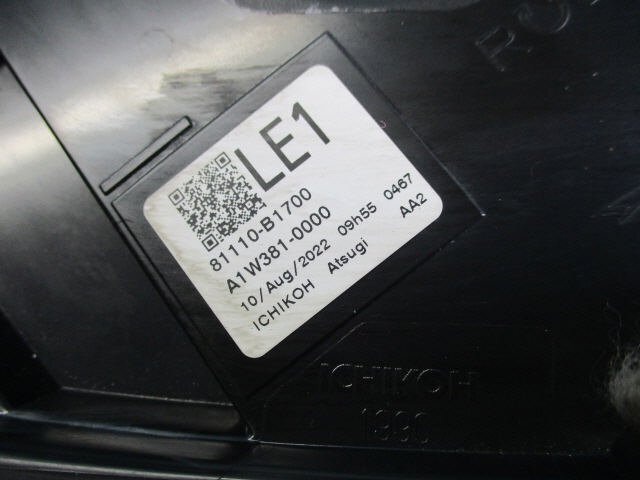 LE1
81110-B1700
A1W381-0000
10/Aug/2022 09h55 0467
ICHIKOH Atsugi AA2
ICHIKOH